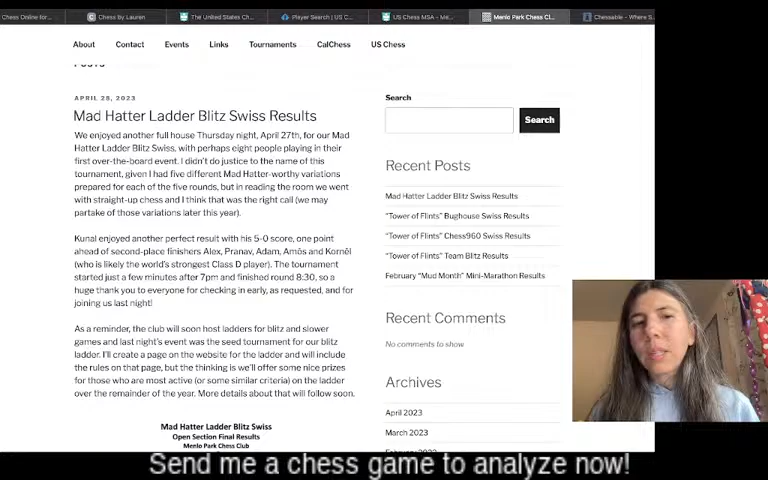 Chess Online for...
Chess by Lauren
The United States Ch...
Player Search | US C...
US Chess MSA - Me...
Menlo Park Chess Cl...
Chessable - Where S...
About
Contact
Events
Links
Tournaments
CalChess
US Chess
Posts
APRIL 28, 2023
Mad Hatter Ladder Blitz Swiss Results
We enjoyed another full house Thursday night, April 27th, for our Mad
Hatter Ladder Blitz Swiss, with perhaps eight people playing in their
first over-the-board event. I didn't do justice to the name of this
tournament, given I had five different Mad Hatter-worthy variations
prepared for each of the five rounds, but in reading the room we went
with straight-up chess and I think that was the right call (we may
partake of those variations later this year).
Kunal enjoyed another perfect result with his 5-0 score, one point
ahead of second-place finishers Alex, Pranav, Adam, Amós and Kornél
(who is likely the world's strongest Class D player). The tournament
started just a few minutes after 7pm and finished round 8:30, so a
huge thank you to everyone for checking in early, as requested, and for
joining us last night!
As a reminder, the club will soon host ladders for blitz and slower
games and last night's event was the seed tournament for our blitz
ladder. I'll create a page on the website for the ladder and will include
the rules on that page, but the thinking is we'll offer some nice prizes
for those who are most active (or some similar criteria) on the ladder
over the remainder of the year. More details about that will follow soon.
Mad Hatter Ladder Blitz Swiss
Open Section Final Results
Menlo Park Chess Club
Search
Search
Recent Posts
Mad Hatter Ladder Blitz Swiss Results
"Tower of Flints" Bughouse Swiss Results
"Tower of Flints" Chess960 Swiss Results
"Tower of Flints" Team Blitz Results
February "Mud Month" Mini-Marathon Results
Recent Comments
No comments to show
Archives
April 2023
March 2023
February 2023
Send me a chess game to analyze now!